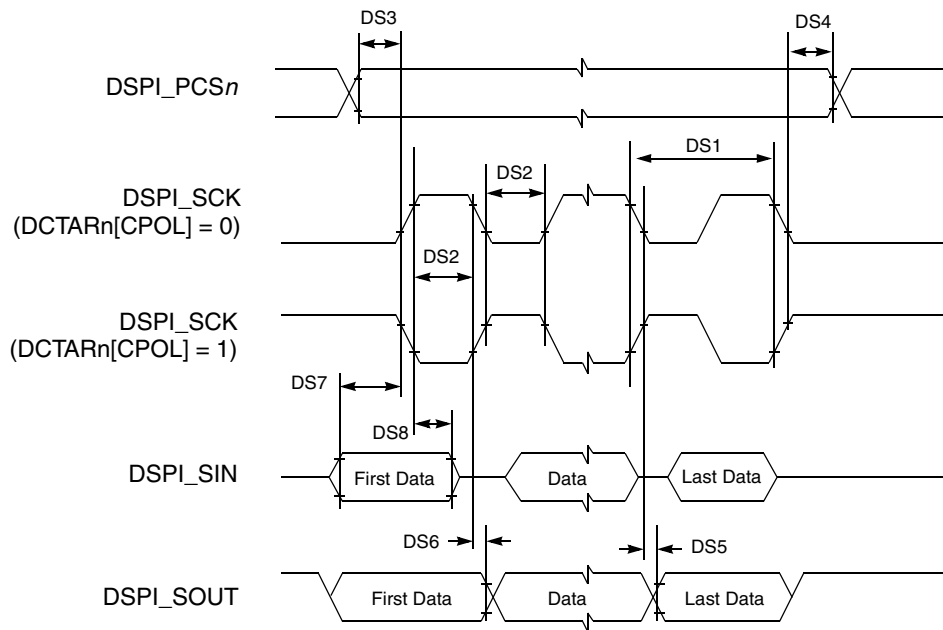 DS3
DS4
DSPI_PCSn
DS1
DS2
DSPI_SCK
(DCTARn[CPOL] = 0)
DS2
DSPI_SCK
(DCTARn[CPOL] = 1)
DS7
DS8
DSPI_SIN
First Data
Data
Last Data
DS6
DS5
DSPI_SOUT
First Data
Data
Last Data